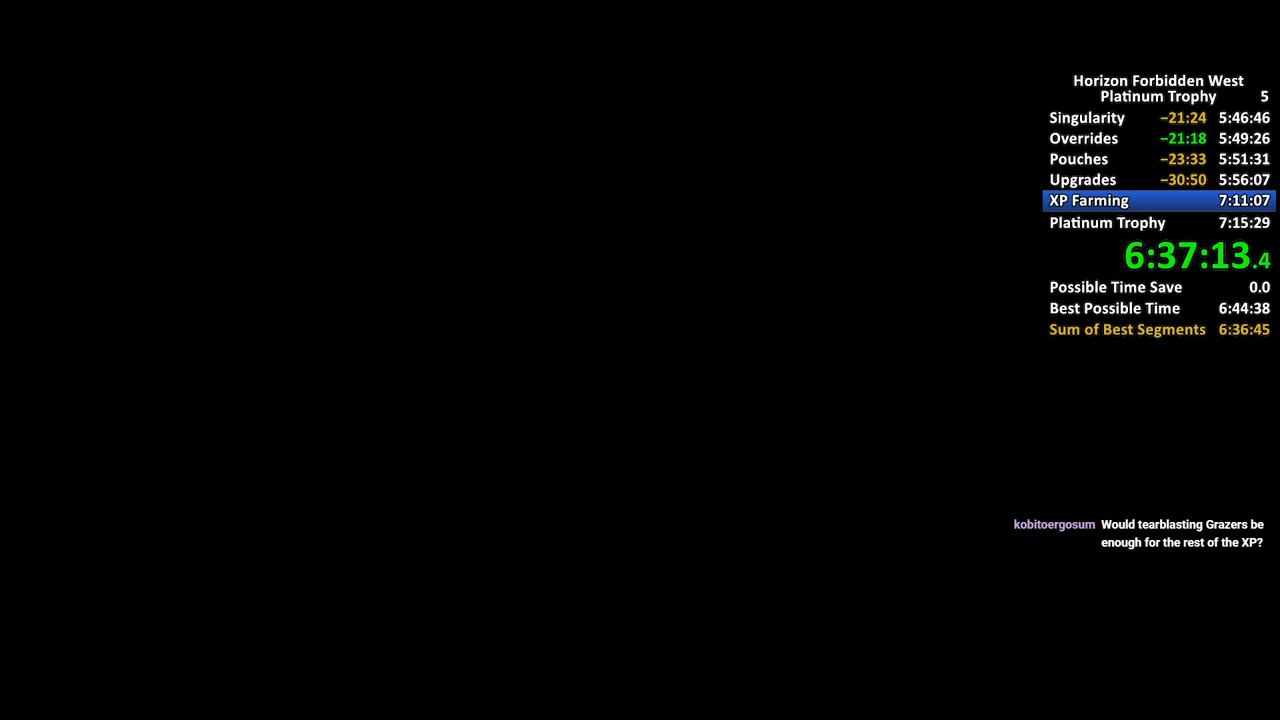 Horizon Forbidden West
Platinum Trophy 5
Singularity −21:24 5:46:46
Overrides −21:18 5:49:26
Pouches −23:33 5:51:31
Upgrades −30:50 5:56:07
XP Farming 7:11:07
Platinum Trophy 7:15:29
6:37:13.4
Possible Time Save 0.0
Best Possible Time 6:44:38
Sum of Best Segments 6:36:45
kobitoergosum Would tearblasting Grazers be
enough for the rest of the XP?